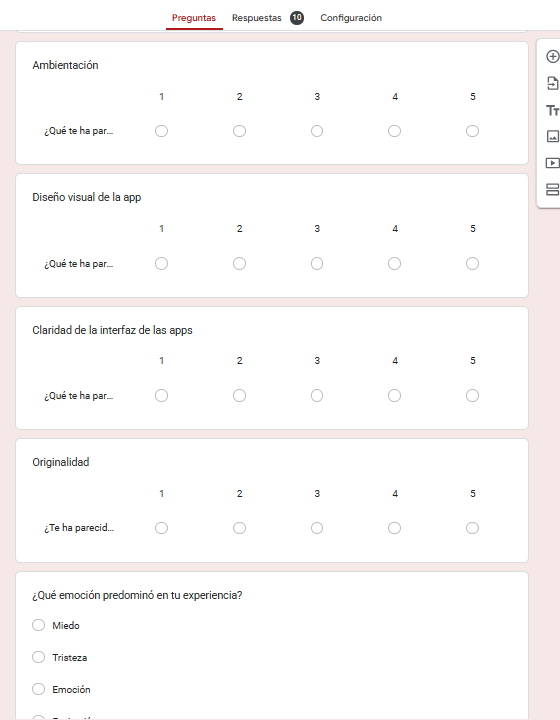 Preguntas Respuestas 10 Configuración
Ambientación
1 2 3 4 5
¿Qué te ha par...
Diseño visual de la app
1 2 3 4 5
¿Qué te ha par...
Claridad de la interfaz de las apps
1 2 3 4 5
¿Qué te ha par...
Originalidad
1 2 3 4 5
¿Te ha parecid...
¿Qué emoción predominó en tu experiencia?
Miedo
Tristeza
Emoción